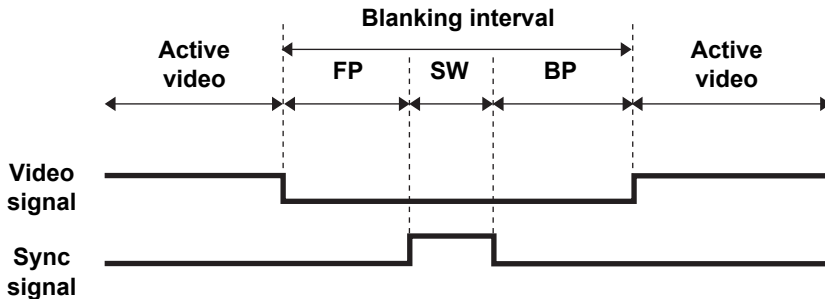 Blanking interval
Active
video
FP
SW
BP
Active
video
Video
signal
Sync
signal